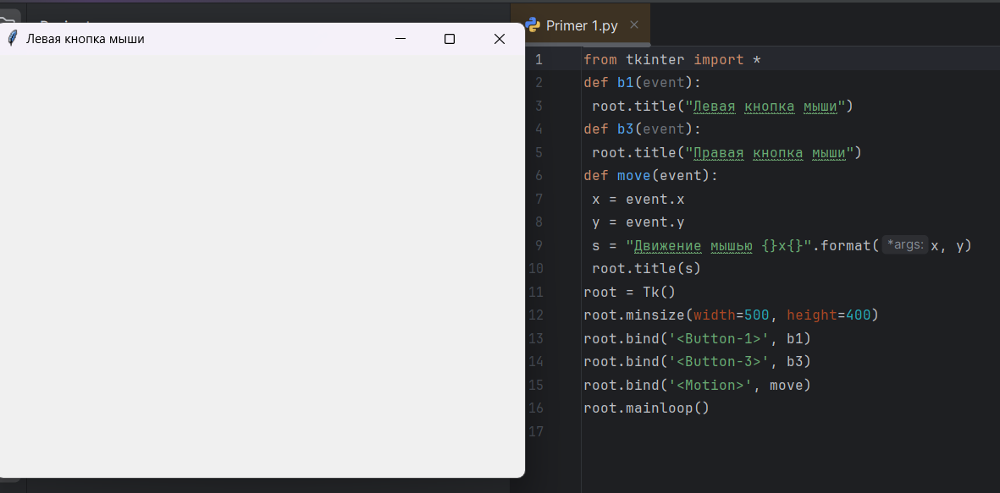 Левая кнопка мыши
Primer 1.py
1 from tkinter import *
2 def b1(event):
3 root.title("Левая кнопка мыши")
4 def b3(event):
5 root.title("Правая кнопка мыши")
6 def move(event):
7 x = event.x
8 y = event.y
9 s = "Движение мышью {}x{}".format( *args: x, y)
10 root.title(s)
11 root = Tk()
12 root.minsize(width=500, height=400)
13 root.bind('<Button-1>', b1)
14 root.bind('<Button-3>', b3)
15 root.bind('<Motion>', move)
16 root.mainloop()
17